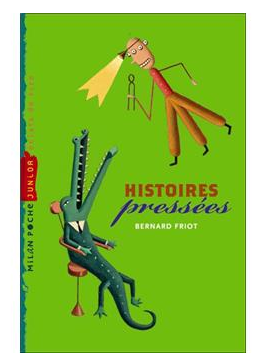 HISTOIRES
pressées
BERNARD FRIOT
MILAN POCHE JUNIOR